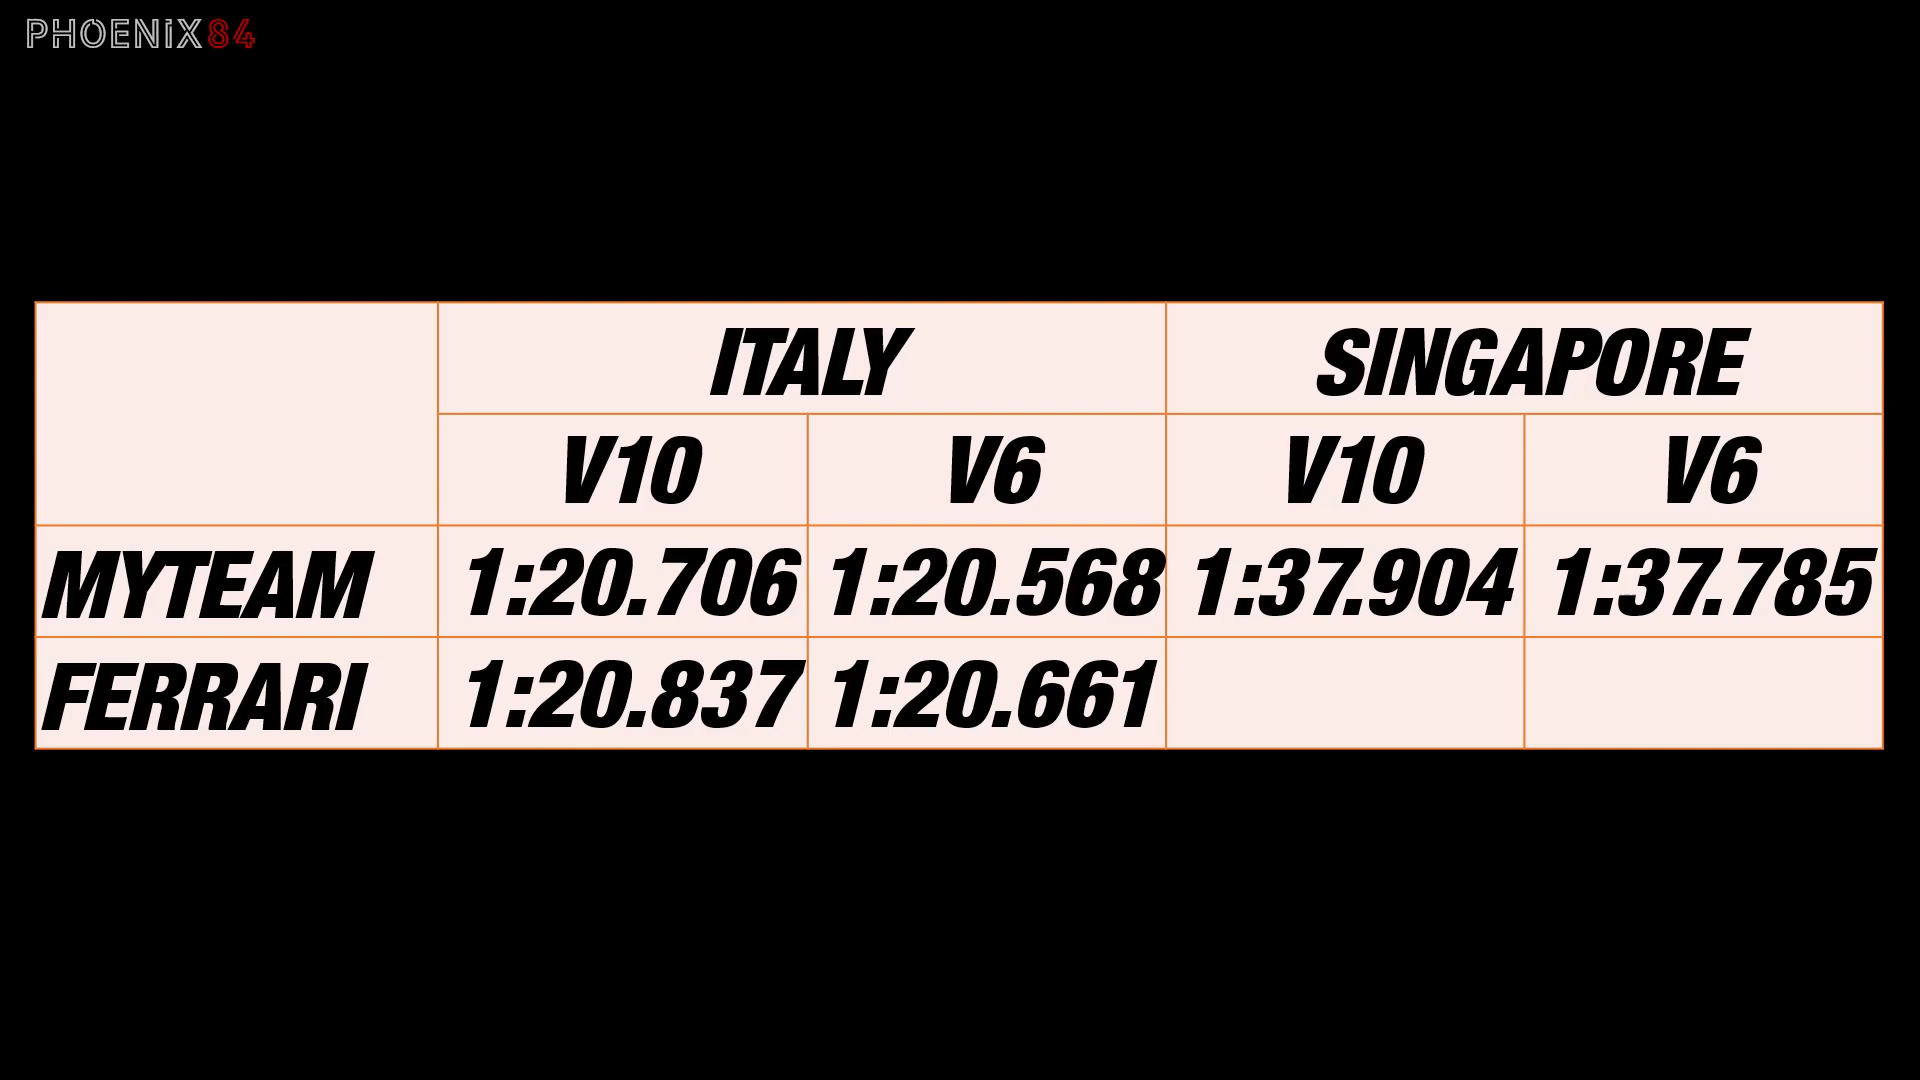 PHOENiX84
ITALY SINGAPORE
V10 V6 V10 V6
MYTEAM 1:20.706 1:20.568 1:37.904 1:37.785
FERRARI 1:20.837 1:20.661